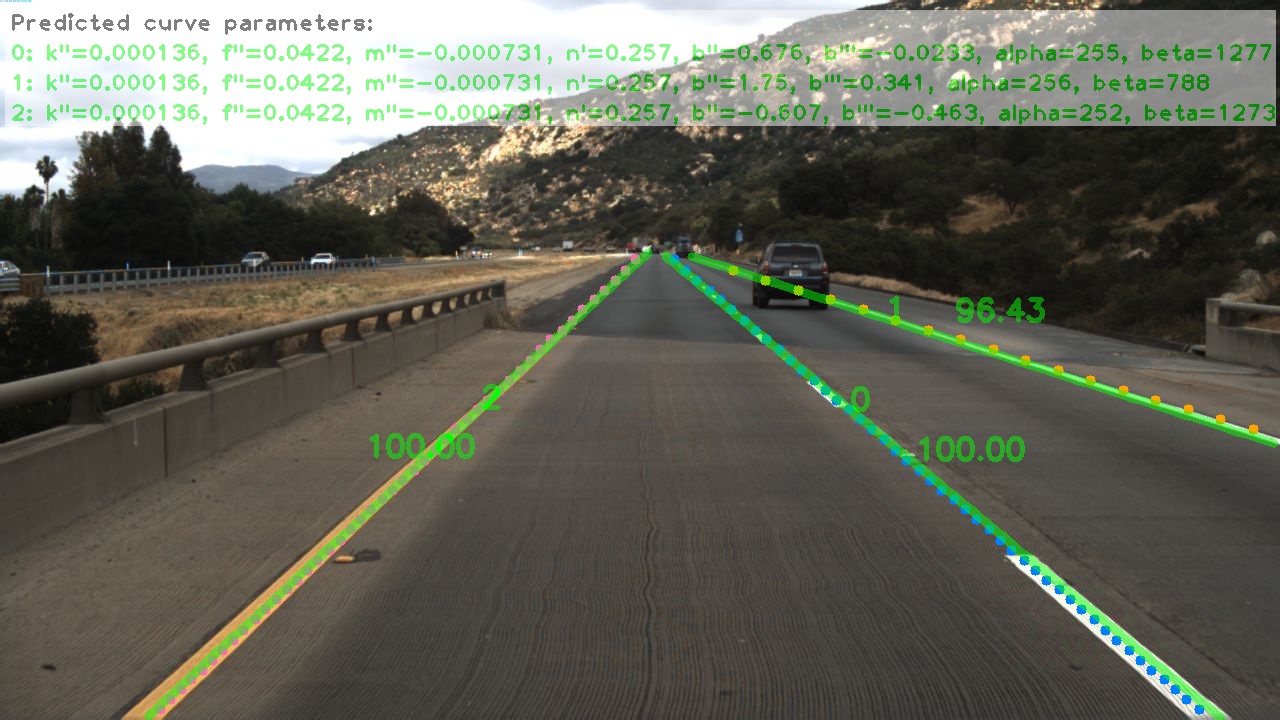 Predicted curve parameters:
0: k''=0.000136, f''=0.0422, m''=-0.000731, n'=0.257, b''=0.676, b'''=-0.0233, alpha=255, beta=1277
1: k''=0.000136, f''=0.0422, m''=-0.000731, n'=0.257, b''=1.75, b'''=0.341, alpha=256, beta=788
2: k''=0.000136, f''=0.0422, m''=-0.000731, n'=0.257, b''=-0.607, b'''=-0.463, alpha=252, beta=1273
1 96.43
2
0
100.00
100.00